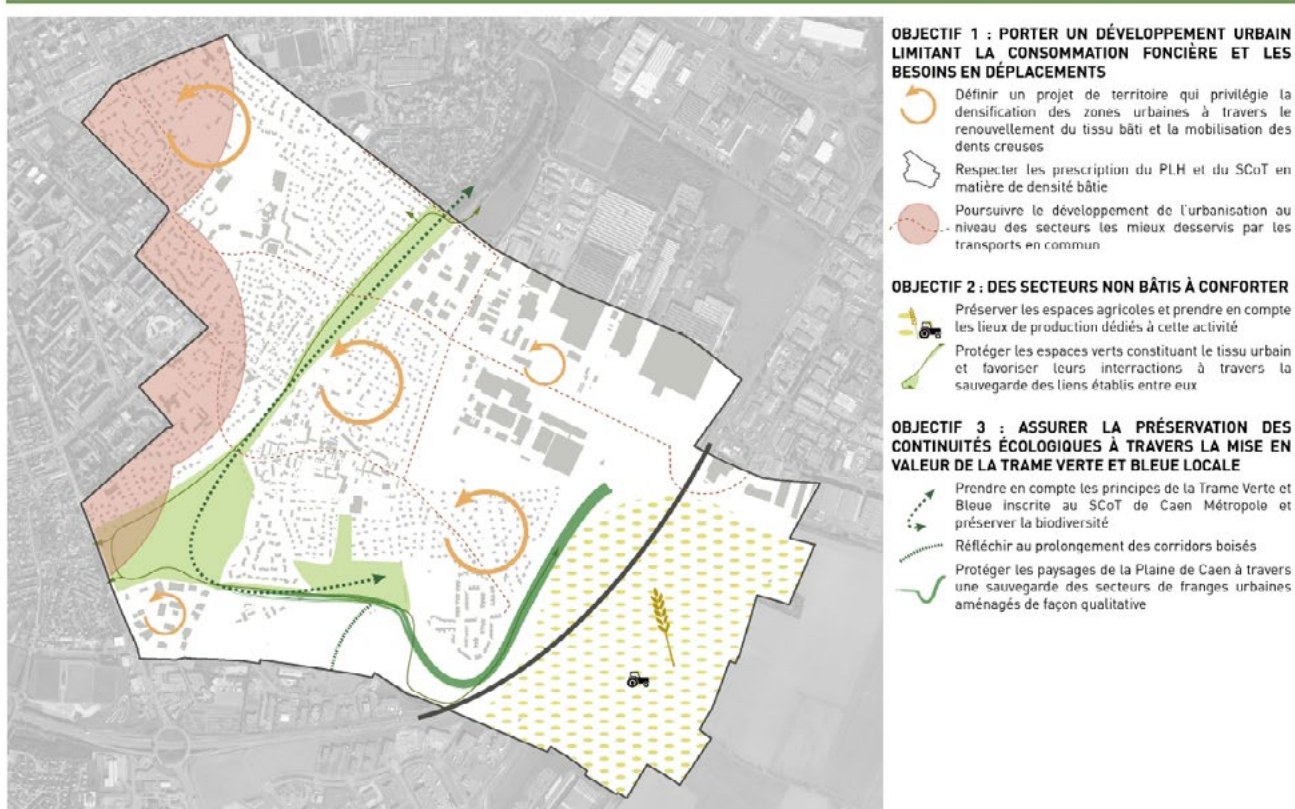 OBJECTIF 1 : PORTER UN DÉVELOPPEMENT URBAIN
LIMITANT LA CONSOMMATION FONCIÈRE ET LES
BESOINS EN DÉPLACEMENTS
Définir un projet de territoire qui privilégie la
densification des zones urbaines à travers le
renouvellement du tissu bâti et la mobilisation des
dents creuses
Respecter les prescription du PLH et du SCoT en
matière de densité bâtie
Poursuivre le développement de l'urbanisation au
niveau des secteurs les mieux desservis par les
transports en commun
OBJECTIF 2 : DES SECTEURS NON BÂTIS À CONFORTER
Préserver les espaces agricoles et prendre en compte
les lieux de production dédiés à cette activité
Protéger les espaces verts constituant le tissu urbain
et favoriser leurs interractions à travers la
sauvegarde des liens établis entre eux
OBJECTIF 3 : ASSURER LA PRÉSERVATION DES
CONTINUITÉS ÉCOLOGIQUES À TRAVERS LA MISE EN
VALEUR DE LA TRAME VERTE ET BLEUE LOCALE
Prendre en compte les principes de la Trame Verte et
Bleue inscrite au SCoT de Caen Métropole et
préserver la biodiversité
Réfléchir au prolongement des corridors boisés
Protéger les paysages de la Plaine de Caen à travers
une sauvegarde des secteurs de franges urbaines
aménagés de façon qualitative